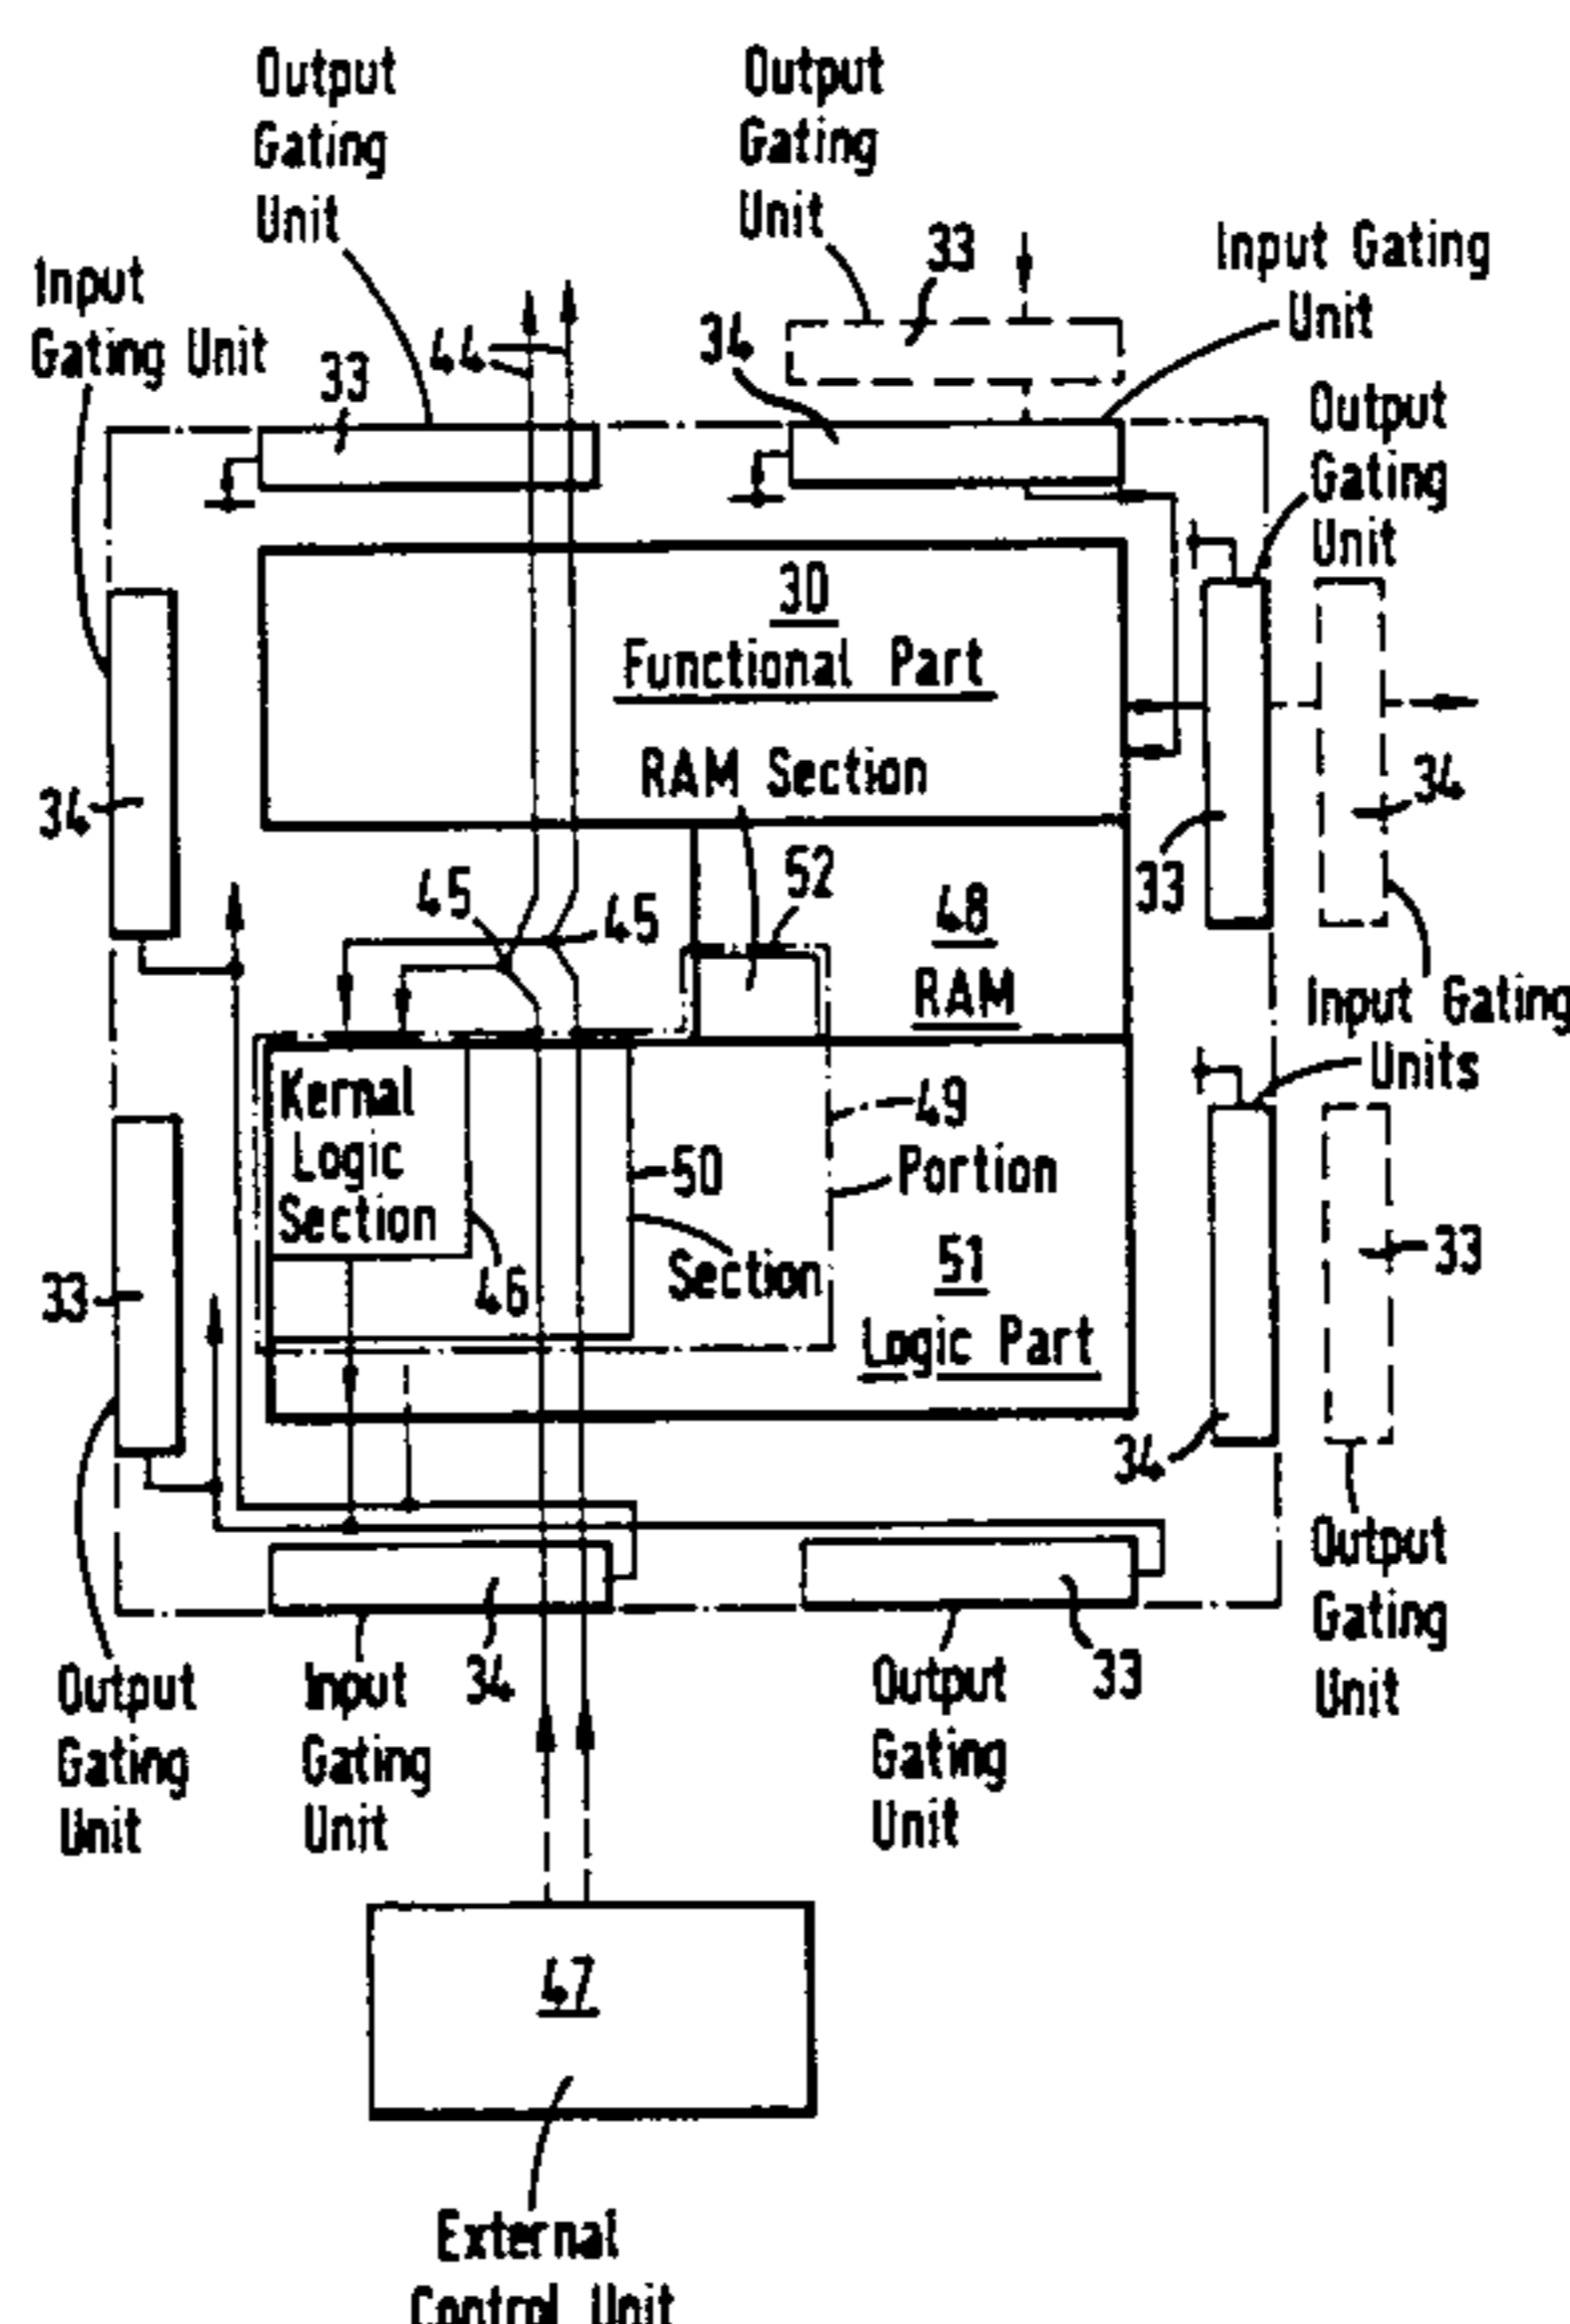 Output
Gating
Unit
Output
Gating
Unit
33
Input Gating
Unit
Input
Gating Unit
33
44
34
Output
Gating
Unit
30
Functional Part
RAM Section
34
34
33
45
45
52
48
RAM
Input Gating
Units
Kernal
Logic
Section
49
50
Portion
Section
51
46
33
33
Logic Part
34
Output
Gating
Unit
34
33
Output
Gating
Unit
Input
Gating
Unit
Output
Gating
Unit
47
External
Control Unit